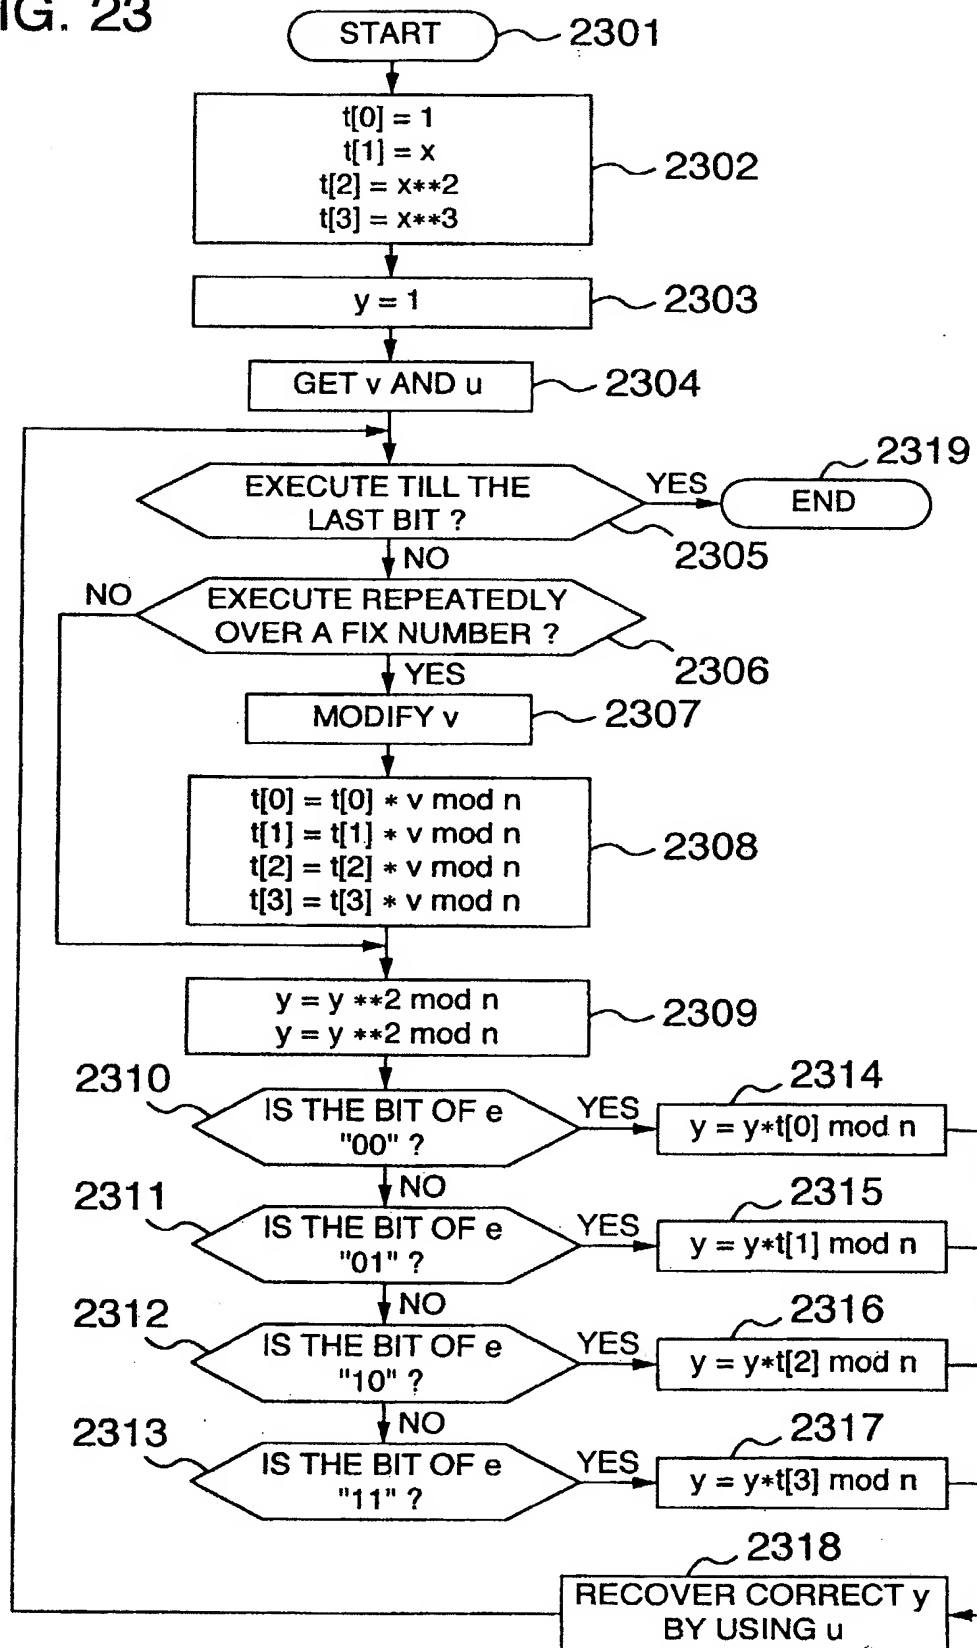 IG. 23
START
2301
t[0] = 1
t[1] = x
t[2] = x**2
t[3] = x**3
2302
y = 1
2303
GET v AND u
2304
EXECUTE TILL THE
LAST BIT ?
YES
END
2319
2305
NO
NO
EXECUTE REPEATEDLY
OVER A FIX NUMBER ?
2306
YES
MODIFY v
2307
t[0] = t[0] * v mod n
t[1] = t[1] * v mod n
t[2] = t[2] * v mod n
t[3] = t[3] * v mod n
2308
y = y **2 mod n
y = y **2 mod n
2309
2310
IS THE BIT OF e
"00" ?
YES
2314
y = y*t[0] mod n
NO
2311
IS THE BIT OF e
"01" ?
YES
2315
y = y*t[1] mod n
NO
2312
IS THE BIT OF e
"10" ?
YES
2316
y = y*t[2] mod n
NO
2313
IS THE BIT OF e
"11" ?
YES
2317
y = y*t[3] mod n
2318
RECOVER CORRECT y
BY USING u